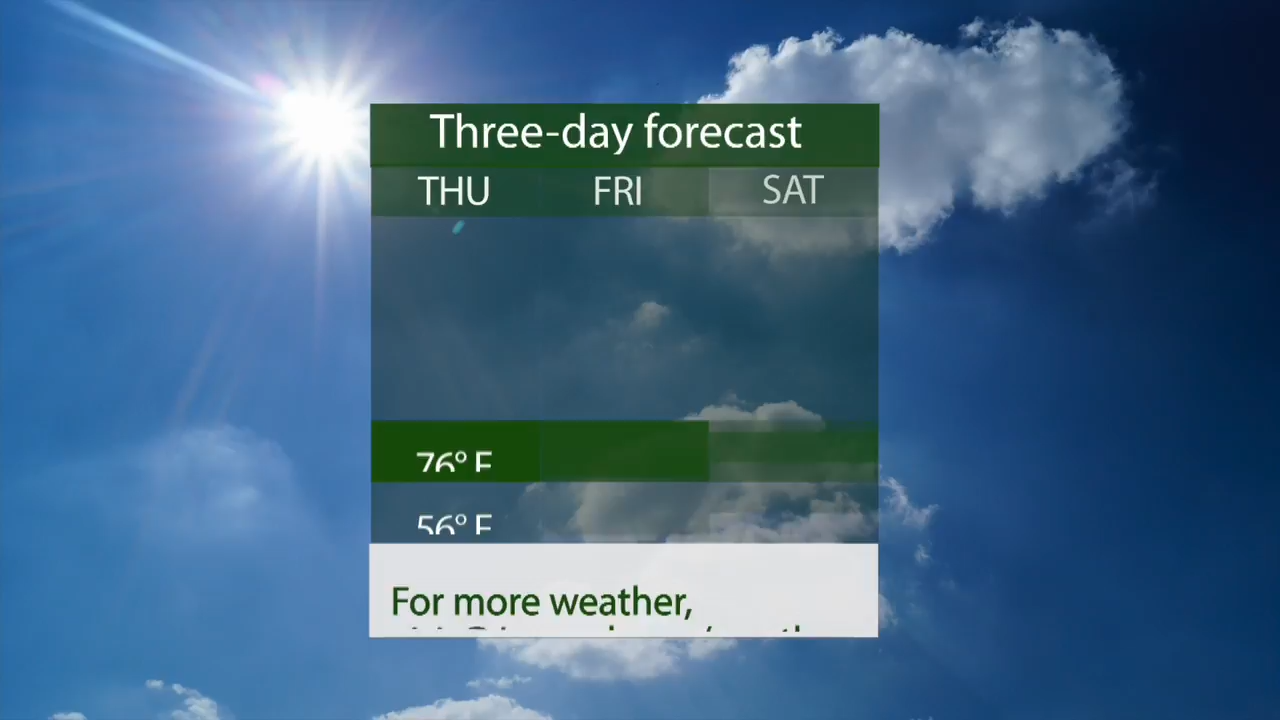 Three-day forecast
THU FRI SAT
76° F
56° F
For more weather,